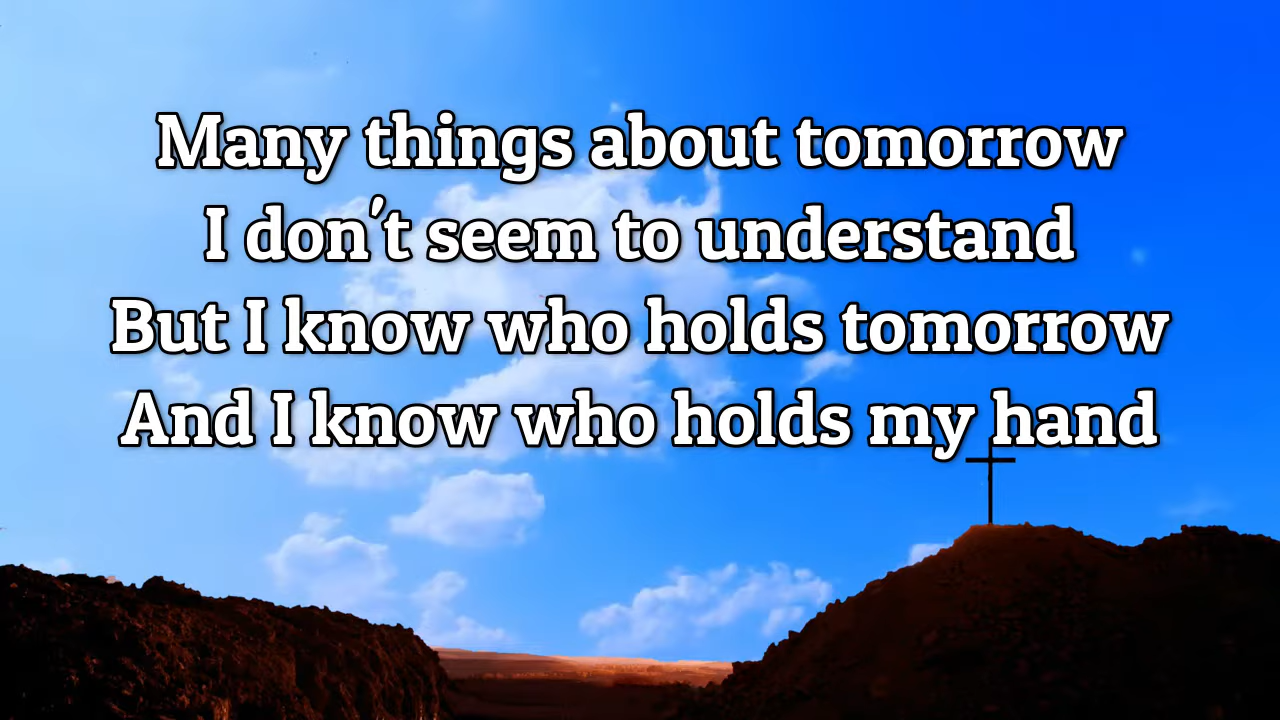 Many things about tomorrow
I don't seem to understand
But I know who holds tomorrow
And I know who holds my hand